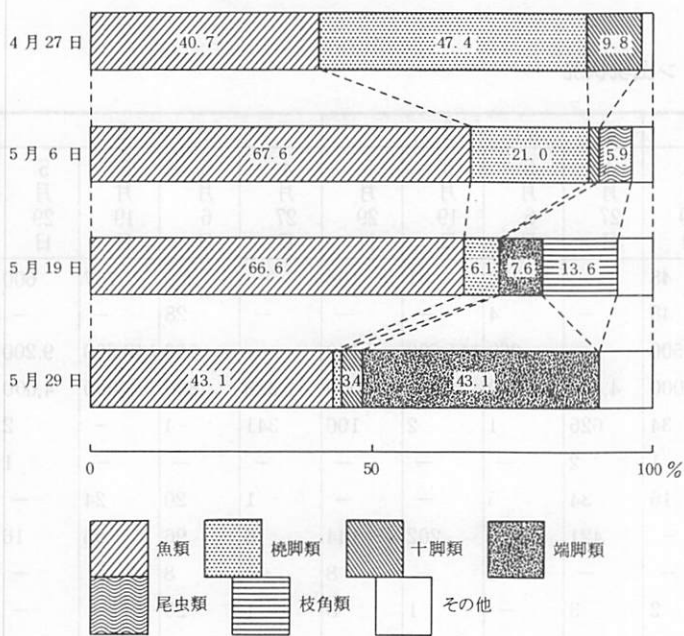 4月27日 40.7 47.4 9.8
5月6日 67.6 21.0 5.9
5月19日 66.6 6.1 7.6 13.6
5月29日 43.1 3.4 43.1
0 50 100 %
魚類 橈脚類 十脚類 端脚類
尾虫類 枝角類 その他